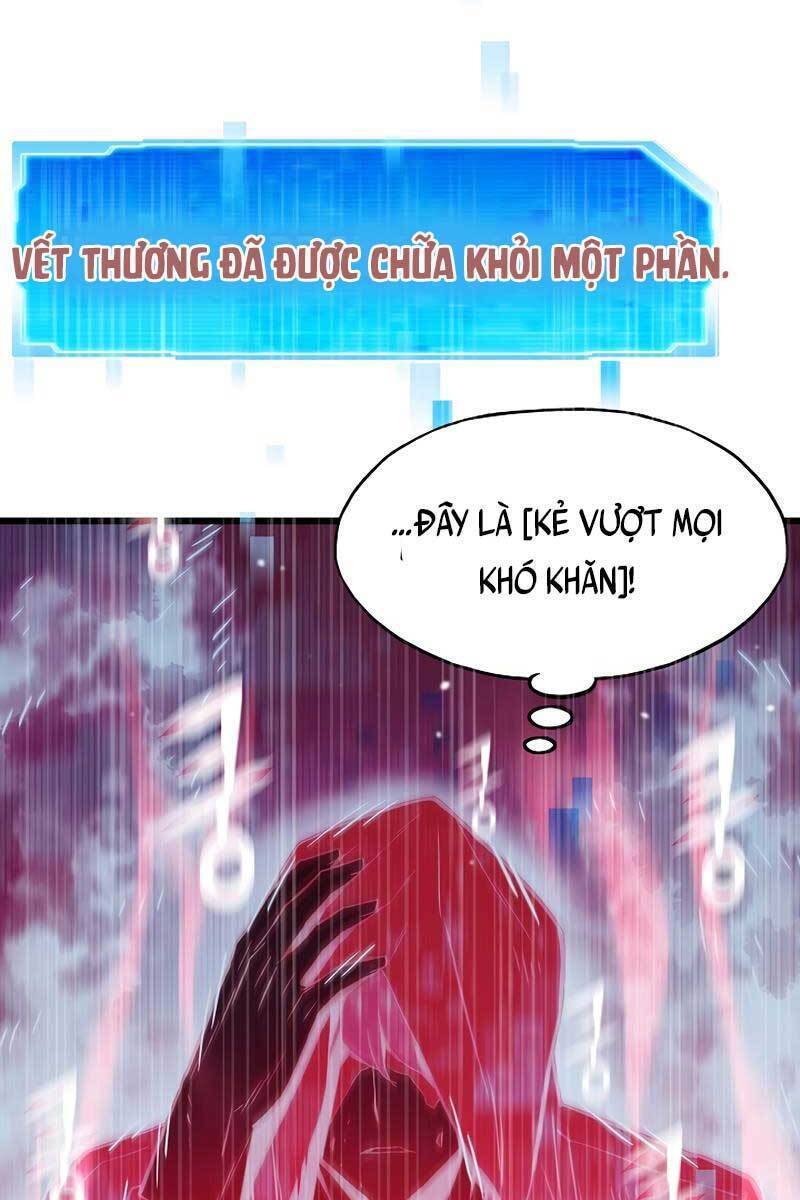 VẾT THƯƠNG ĐÃ ĐƯỢC CHỮA KHỎI MỘT PHẦN.
...ĐÂY LÀ [KẺ VƯỢT MỌI
KHÓ KHĂN]!